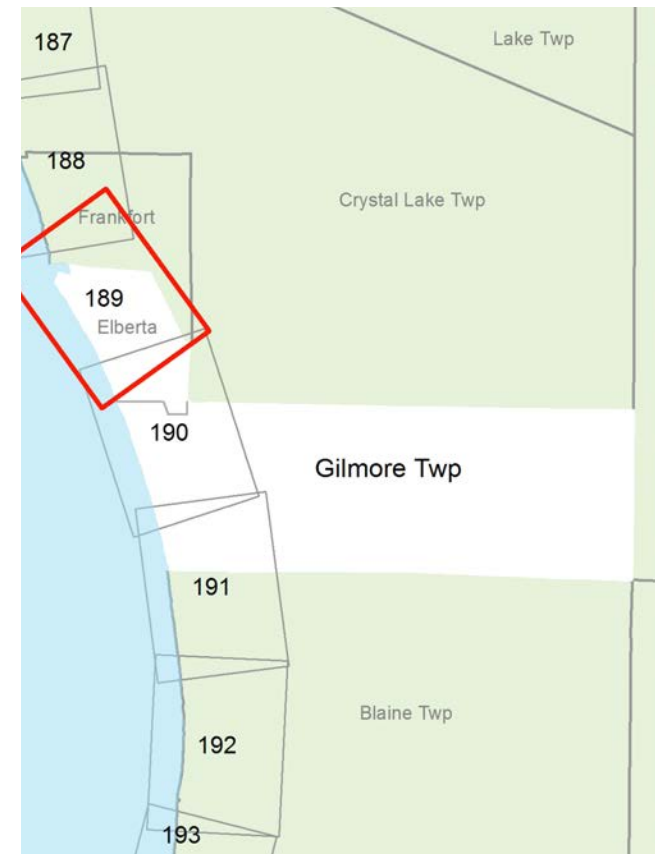 187
Lake Twp
188
Crystal Lake Twp
Frankfort
189
Elberta
190
Gilmore Twp
191
Blaine Twp
192
193